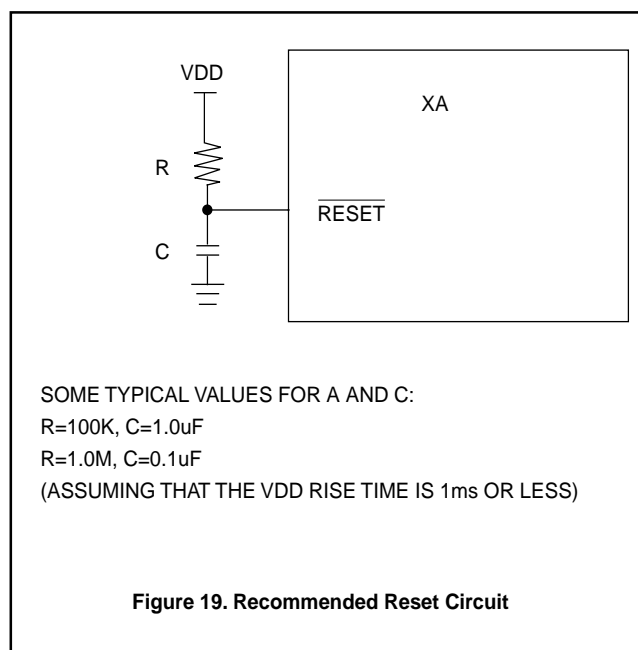 VDD
XA
R
RESET
C
SOME TYPICAL VALUES FOR A AND C:
R=100K, C=1.0uF
R=1.0M, C=0.1uF
(ASSUMING THAT THE VDD RISE TIME IS 1ms OR LESS)
Figure 19. Recommended Reset Circuit